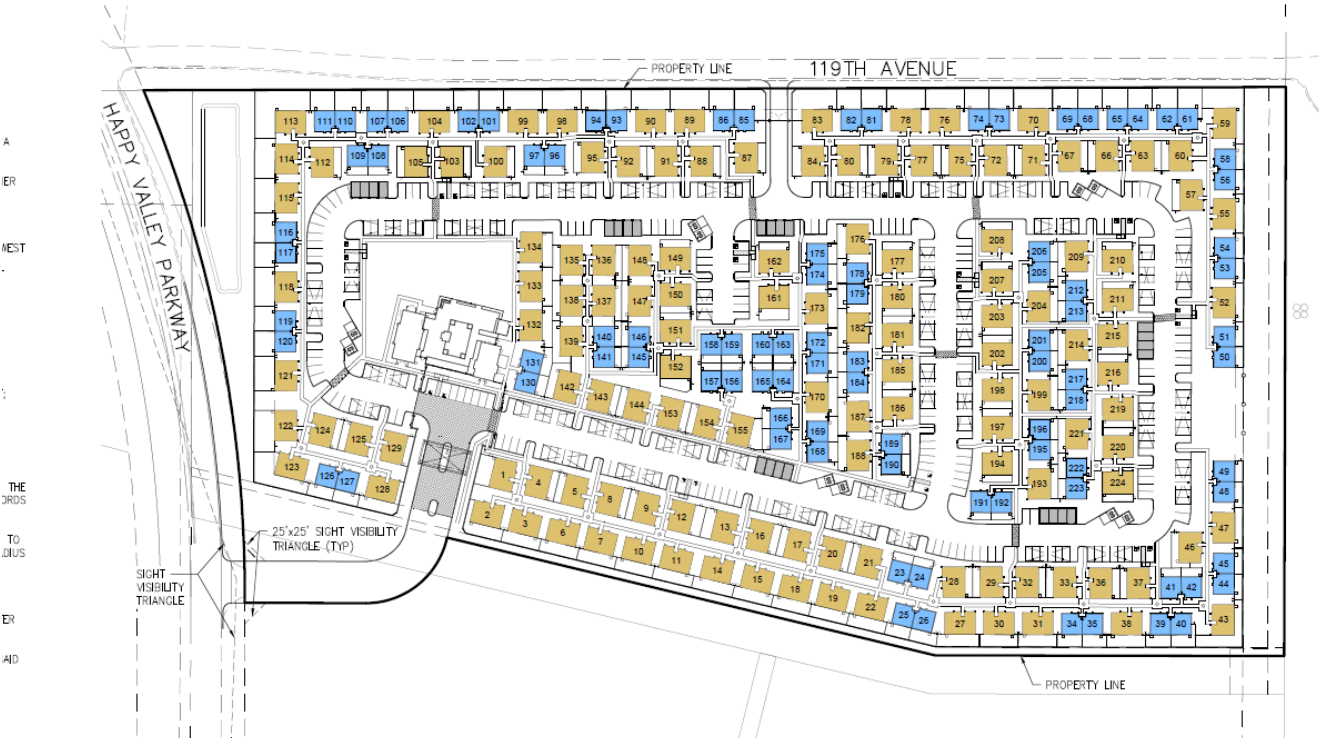 PROPERTY LINE
119TH AVENUE
HAPPY VALLEY PARKWAY
A
IER
WEST
THE
ORDS
TO
DIUS
ER
SAID
113 111 110 107 106 104 102 101 99 98 94 93 90 89 86 85 83 82 81 78 76 74 73 70 69 68 65 64 62 61 59
114 112 109 108 105 103 100 97 96 95 92 91 88 87 84 80 79 77 75 72 71 67 66 63 60 58
56
115 57 55
116 117 118 119 120 121 122 123
134 133 132 131 130
135 136 148 149
138 137 147 150
139 140 146 151
141 145 152
162 161
158 159 160 163
157 156 165 164
166 167
175 174 173 172 171 170 169 168
176 178 179 182 183 184 187 188
177 180 181 185 186 189 190
208 207 203 202 198 197 194 191 192
206 205 204 201 200 199 196 195 193
209 212 213 214 217 218 221 222 223
210 211 215 216 219 220 224
54 53 52 51 50
49 48 47 46 45 44 43
142 143 144 153 154 155
124 125 129
126 127 128
1 4 5 8 9 12 13 16 17 20 21 23 24 28 29 32 33 36 37 41 42
2 3 6 7 10 11 14 15 18 19 22 25 26 27 30 31 34 35 38 39 40
25'x25' SIGHT VISIBILITY
TRIANGLE (TYP)
SIGHT
VISIBILITY
TRIANGLE
PROPERTY LINE